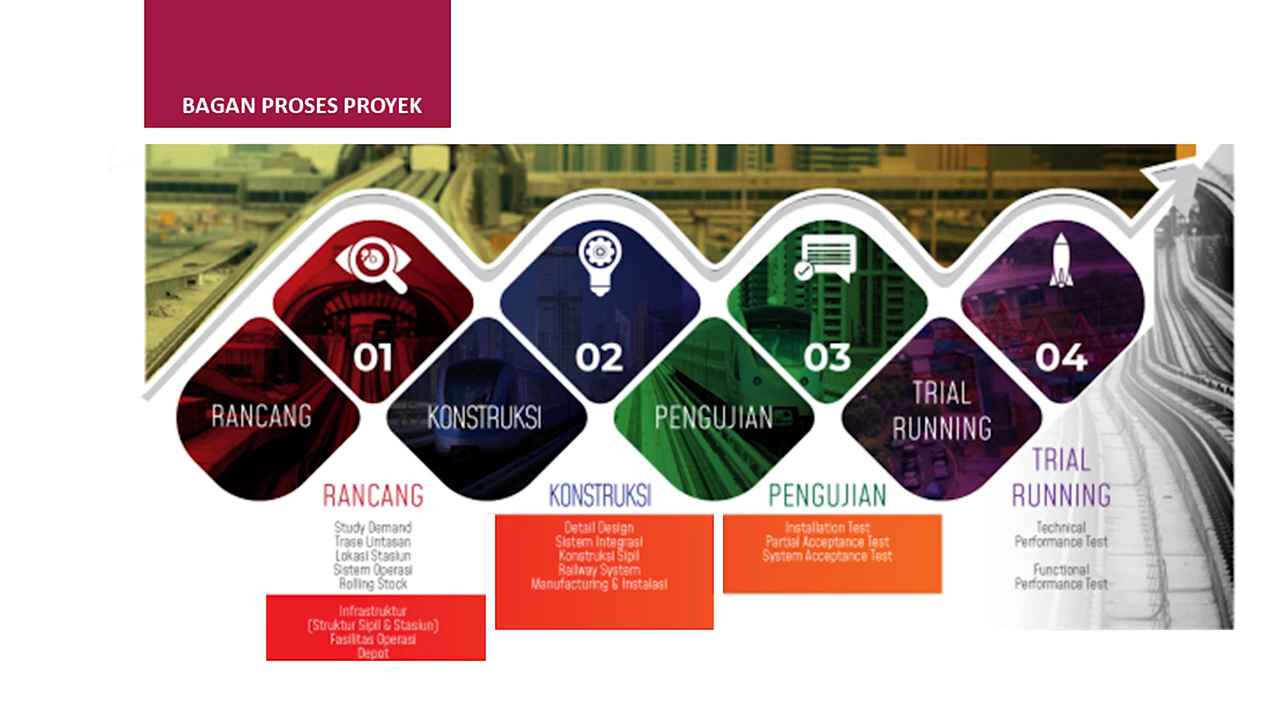 BAGAN PROSES PROYEK
01
02
03
04
RANCANG
KONSTRUKSI
PENGUJIAN
TRIAL
RUNNING
RANCANG
Study Demand
Trase Lintasan
Lokasi Stasiun
Sistem Operasi
Rolling Stock
Infrastruktur
(Struktur Sipil & Stasiun)
Fasilitas Operasi
Depot
KONSTRUKSI
Detail Design
Sistem Integrasi
Konstruksi Sipil
Railway System
Manufacturing & Instalasi
PENGUJIAN
Installation Test
Partial Acceptance Test
System Acceptance Test
TRIAL
RUNNING
Technical
Performance Test
Functional
Performance Test